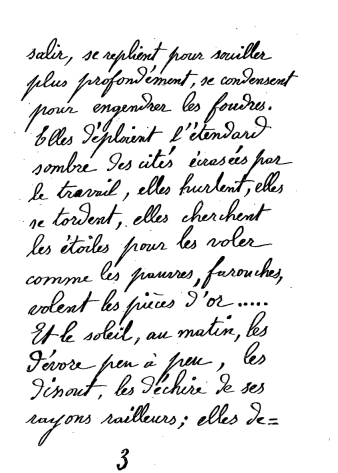 salir, se replient pour souiller
plus profondément, se condensent
pour engendrer les foudres.
Elles déploient l'étendard
sombre des cités écrasées par
le travail, elles hurlent, elles
se tordent, elles cherchent
les étoiles pour les voler
comme les pauvres, farouches,
volent les pièces d'or .....
Et le soleil, au matin, les
dévore peu à peu, les
dissout, les déchire de ses
rayons railleurs; elles de=
3